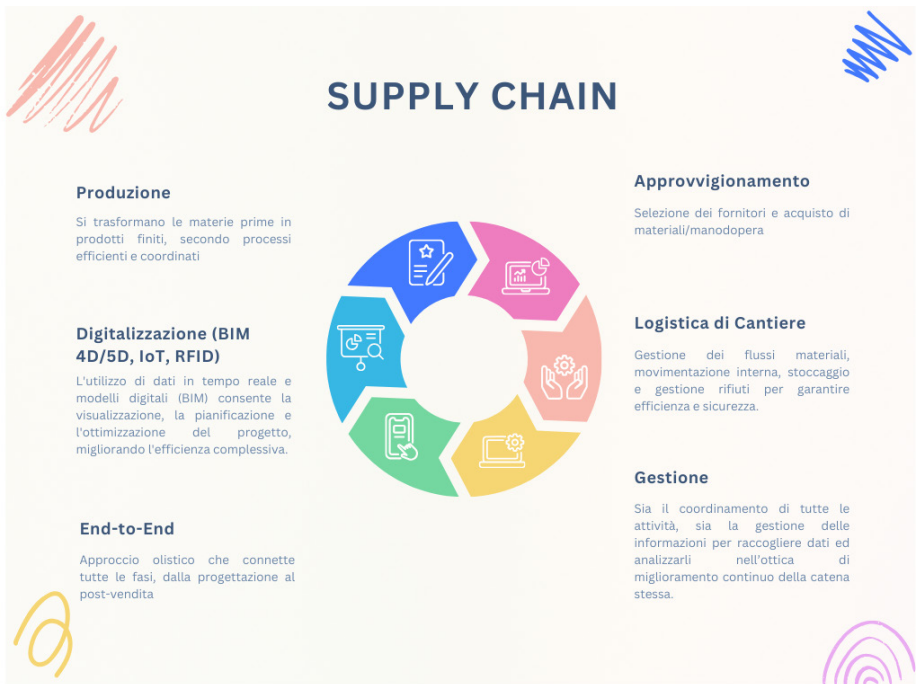 SUPPLY CHAIN
Produzione
Si trasformano le materie prime in
prodotti finiti, secondo processi
efficienti e coordinati
Digitalizzazione (BIM
4D/5D, IoT, RFID)
L'utilizzo di dati in tempo reale e
modelli digitali (BIM) consente la
visualizzazione, la pianificazione e
l'ottimizzazione del progetto,
migliorando l'efficienza complessiva.
End-to-End
Approccio olistico che connette
tutte le fasi, dalla progettazione al
post-vendita
Approvvigionamento
Selezione dei fornitori e acquisto di
materiali/manodopera
Logistica di Cantiere
Gestione dei flussi materiali,
movimentazione interna, stoccaggio
e gestione rifiuti per garantire
efficienza e sicurezza.
Gestione
Sia il coordinamento di tutte le
attività, sia la gestione delle
informazioni per raccogliere dati ed
analizzarli nell'ottica di
miglioramento continuo della catena
stessa.